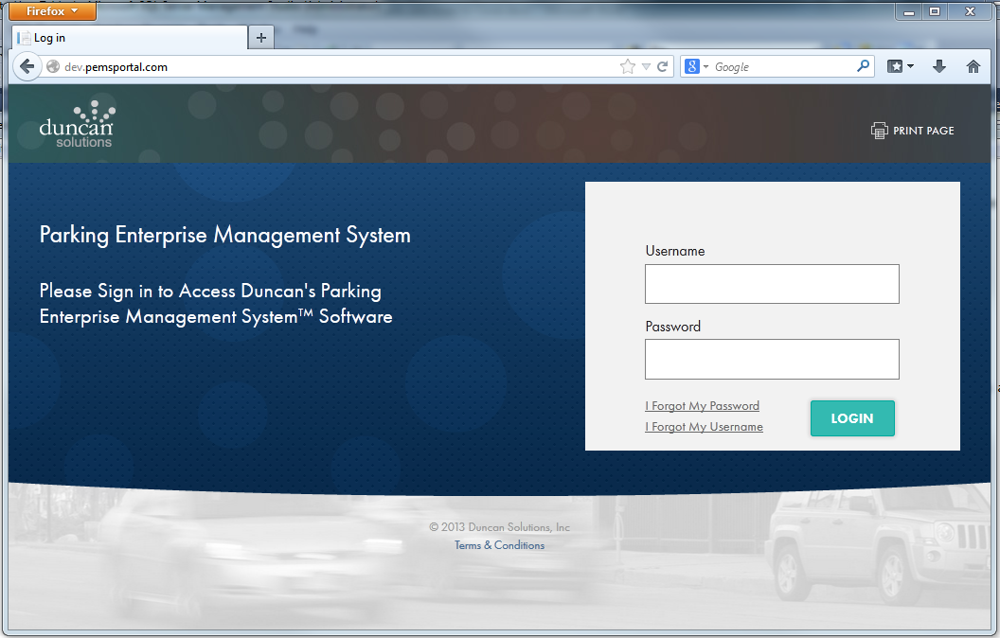 Firefox
Log in
dev.pemsportal.com
Google
duncan
solutions
PRINT PAGE
Parking Enterprise Management System
Please Sign in to Access Duncan's Parking
Enterprise Management System™ Software
Username
Password
I Forgot My Password
I Forgot My Username
LOGIN
© 2013 Duncan Solutions, Inc
Terms & Conditions